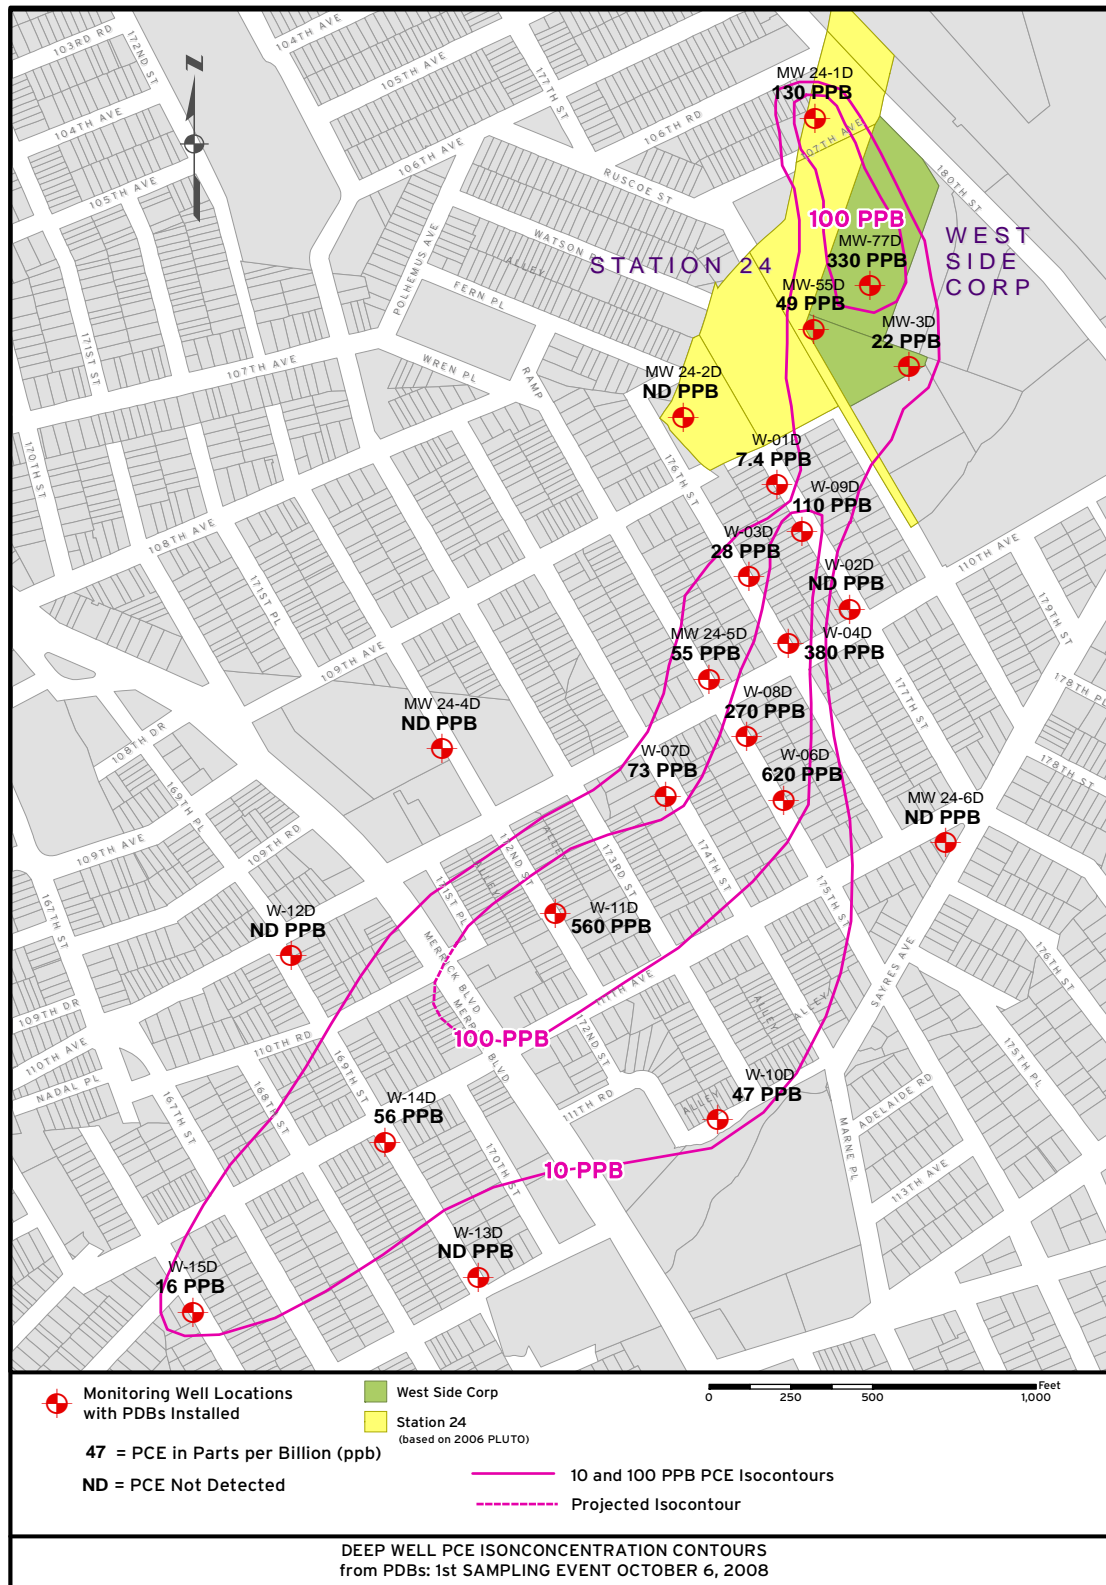 103RD RD
172ND ST
104TH AVE
177TH ST
105TH AVE
MW 24-1D
130 PPB
104TH AVE
106TH RD
107TH AVE
106TH AVE
105TH AVE
RUSCOE ST
180TH ST
N
100 PPB
POLHEMUS AVE
WATSON
ALLEY
STATION 24
MW-77D
330 PPB
WEST
SIDE
CORP
FERN PL
MW-55D
49 PPB
MW-3D
22 PPB
171ST ST
107TH AVE
WREN PL
RAMP
MW 24-2D
ND PPB
W-01D
7.4 PPB
170TH ST
176TH ST
W-09D
110 PPB
108TH AVE
W-03D
28 PPB
110TH AVE
W-02D
ND PPB
171ST PL
179TH ST
W-04D
380 PPB
109TH AVE
MW 24-5D
55 PPB
178TH PL
W-08D
270 PPB
177TH ST
MW 24-4D
ND PPB
108TH DR
W-07D
73 PPB
W-06D
620 PPB
178TH ST
169TH PL
MW 24-6D
ND PPB
109TH AVE
109TH RD
172ND ST
ALLEY
173RD ST
174TH ST
171ST PL
ALLEY
175TH ST
167TH ST
W-12D
ND PPB
W-11D
560 PPB
MERRICK BLVD
SAYRES AVE
176TH ST
111TH AVE
109TH DR
ALLEY
ALLEY
110TH AVE
110TH RD
100-PPB
172ND ST
175TH PL
NADAL PL
169TH ST
168TH ST
167TH ST
W-14D
56 PPB
111TH RD
ALLEY
W-10D
47 PPB
ADELAIDE RD
MARNE PL
170TH ST
10-PPB
113TH AVE
W-13D
ND PPB
W-15D
16 PPB
Monitoring Well Locations
with PDBs Installed
West Side Corp
Station 24
(based on 2006 PLUTO)
0 250 500 1,000
Feet
47 = PCE in Parts per Billion (ppb)
ND = PCE Not Detected
10 and 100 PPB PCE Isocontours
Projected Isocontour
DEEP WELL PCE ISONCONCENTRATION CONTOURS
from PDBs: 1st SAMPLING EVENT OCTOBER 6, 2008